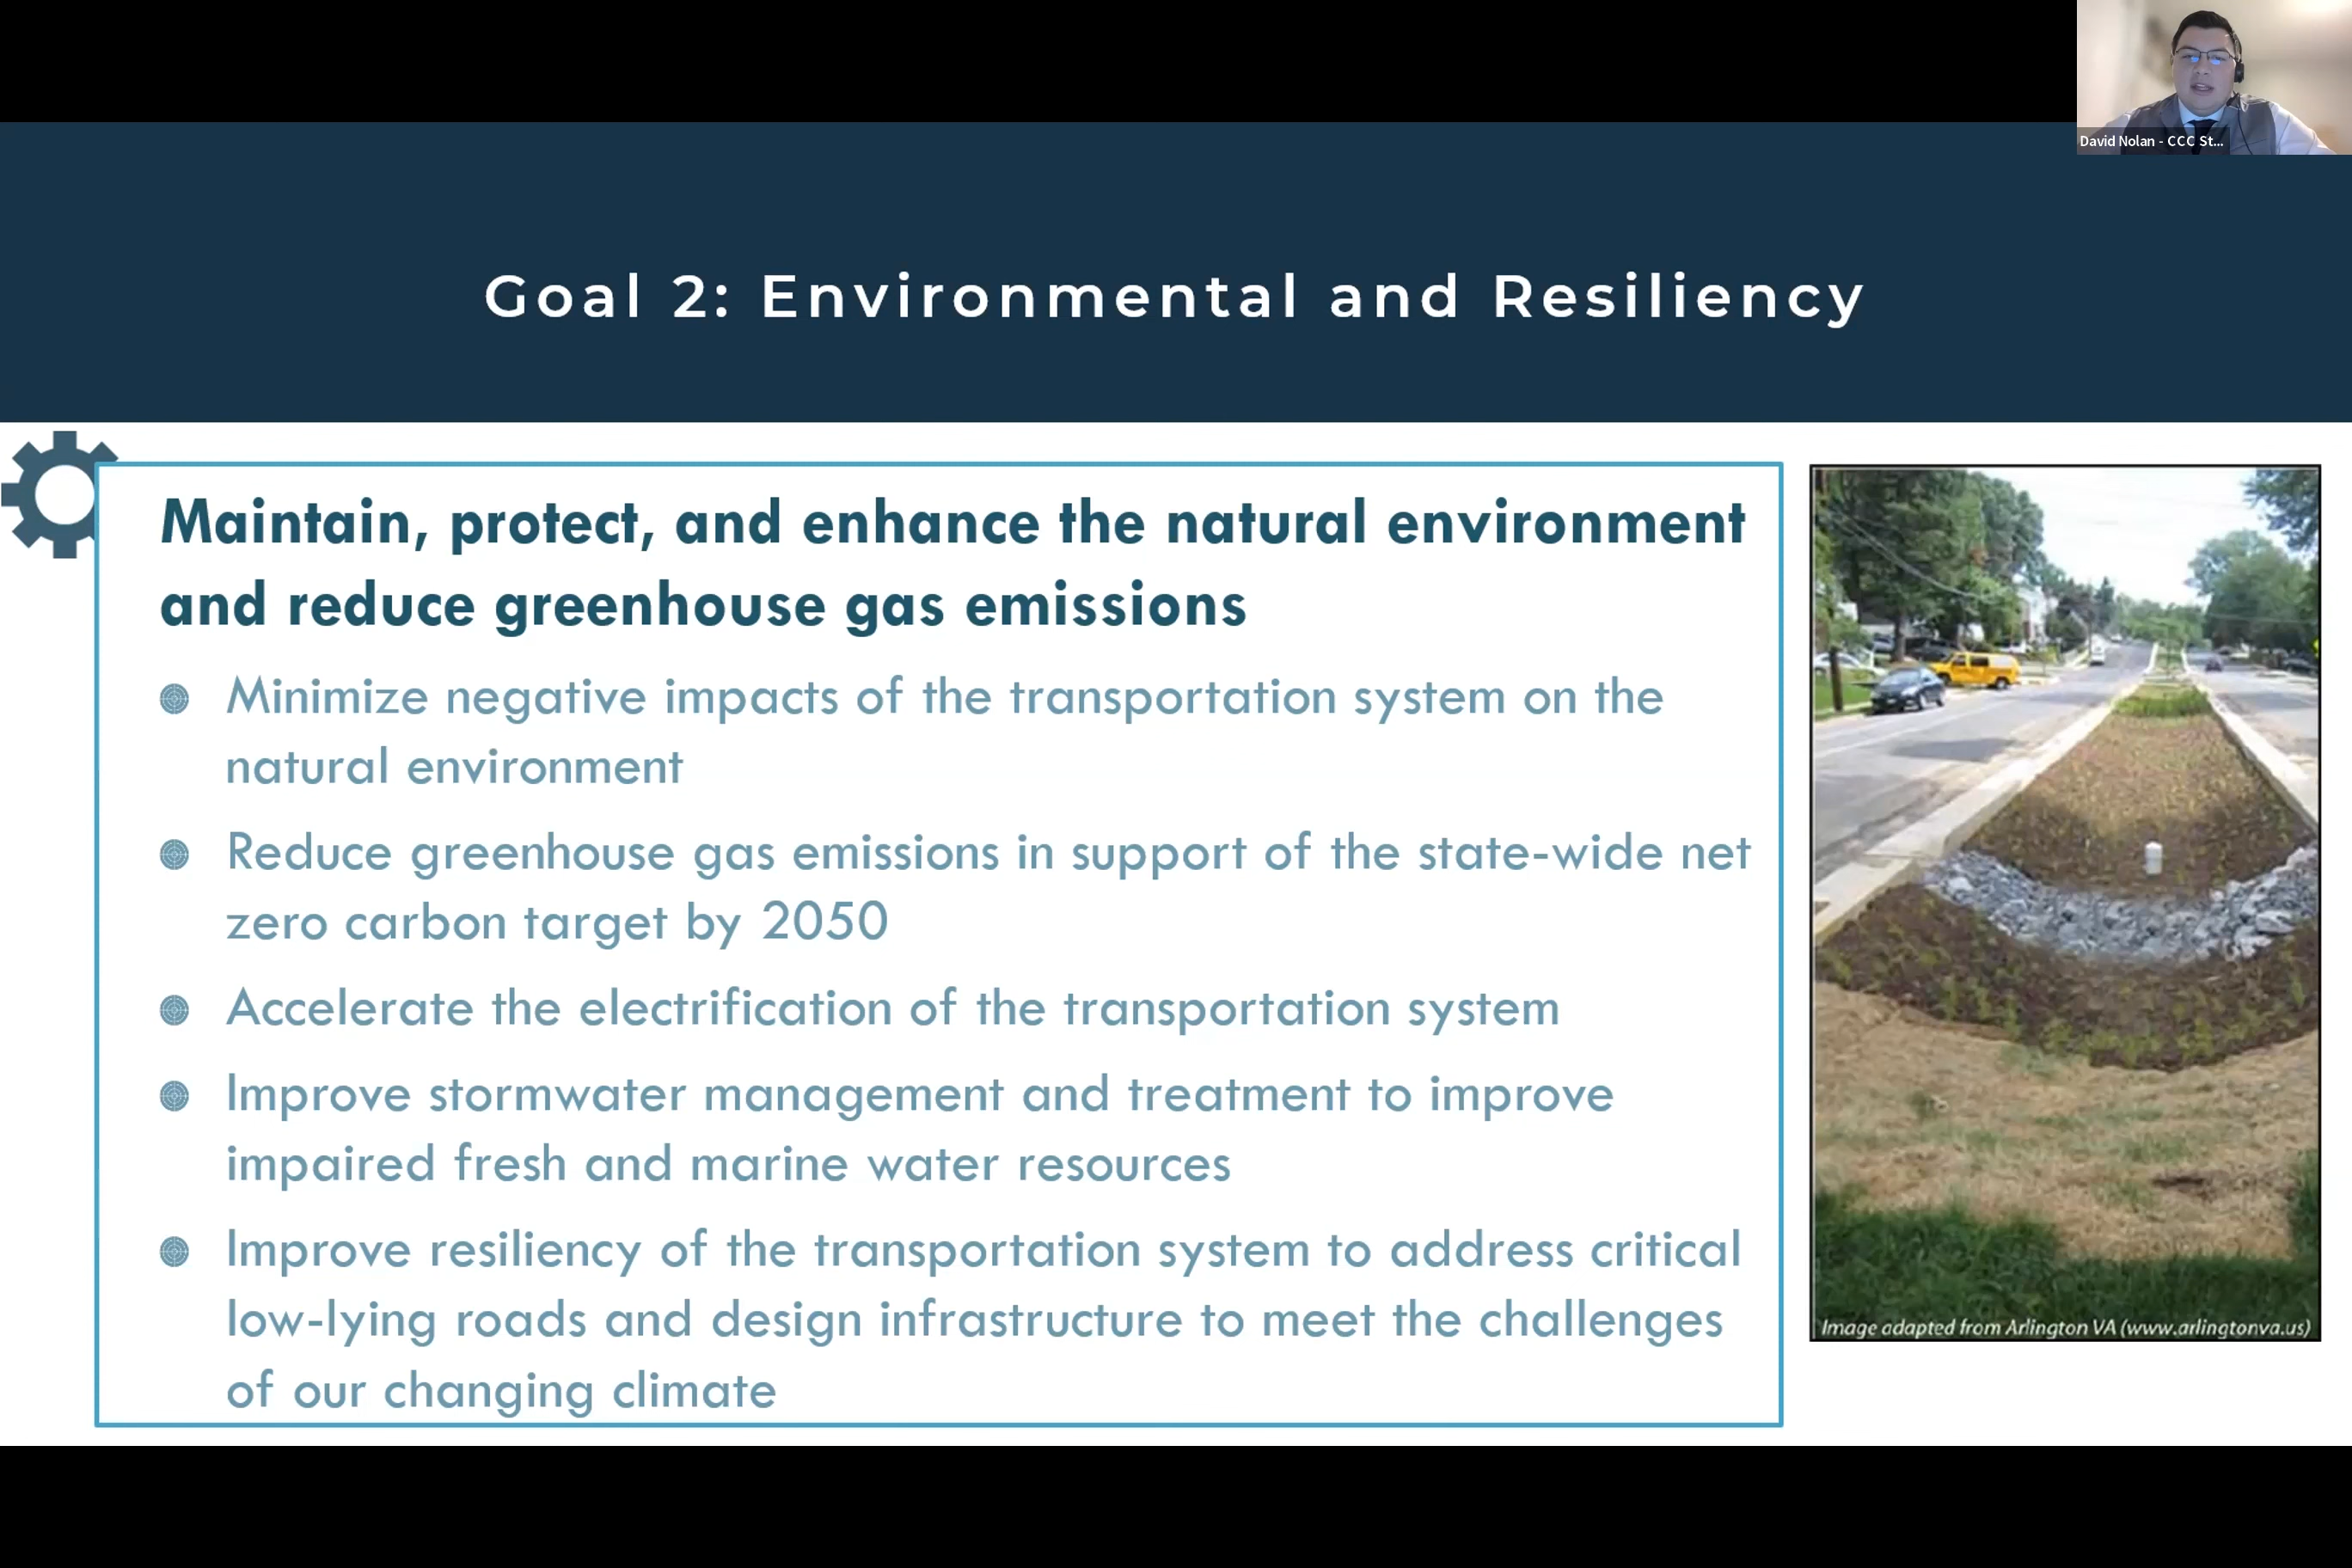 David Nolan - CCC St...
Goal 2: Environmental and Resiliency
Maintain, protect, and enhance the natural environment
and reduce greenhouse gas emissions
Minimize negative impacts of the transportation system on the
natural environment
Reduce greenhouse gas emissions in support of the state-wide net
zero carbon target by 2050
Accelerate the electrification of the transportation system
Improve stormwater management and treatment to improve
impaired fresh and marine water resources
Improve resiliency of the transportation system to address critical
low-lying roads and design infrastructure to meet the challenges
of our changing climate
Image adapted from Arlington VA (www.arlingtonva.us)